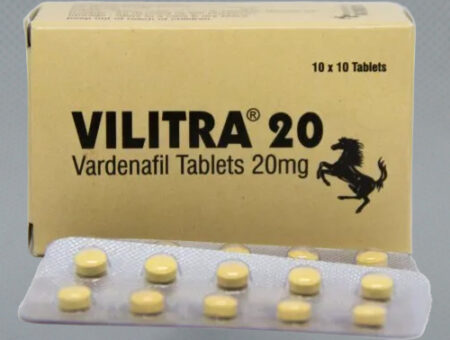 10 x 10 Tablets
VILITRA® 20
Vardenafil Tablets 20mg